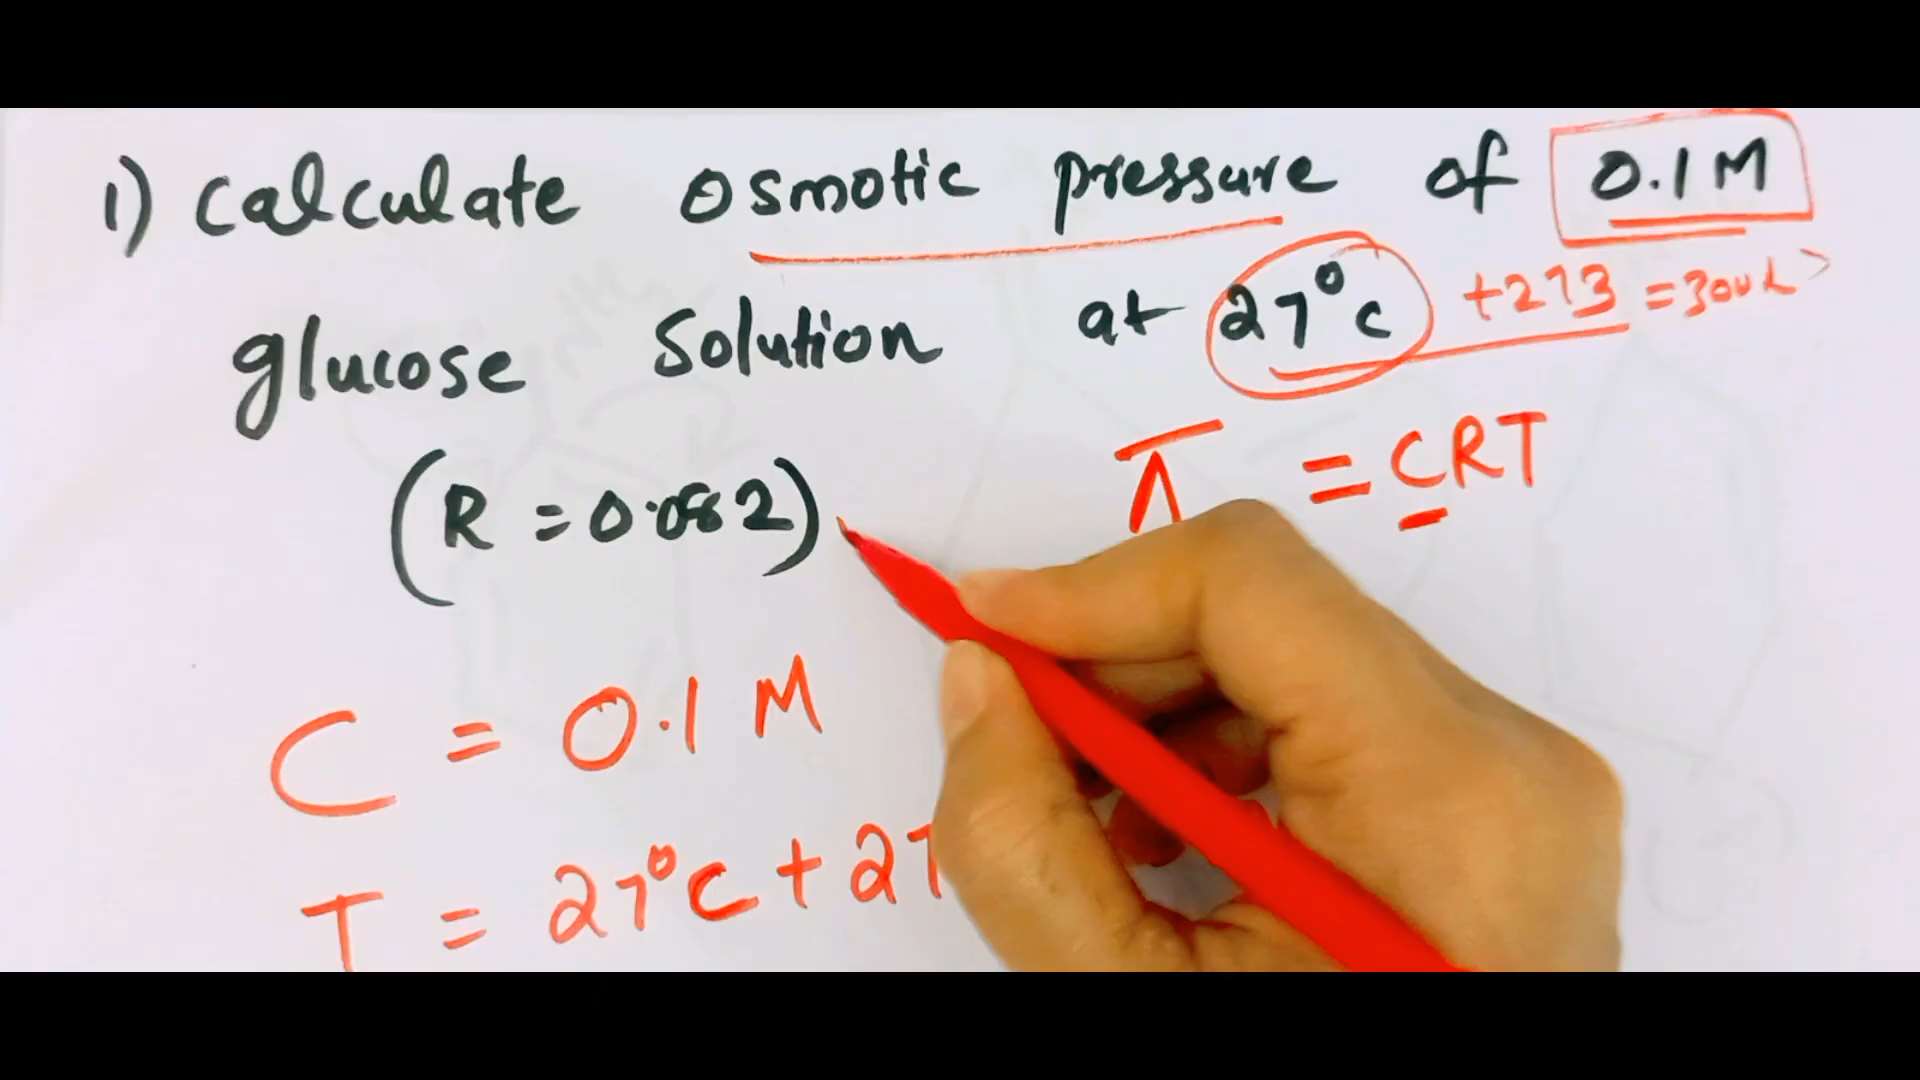 1) Calculate osmotic pressure of 0.1 M
glucose solution at 27°C +273 = 300k
(R = 0.082) π = CRT
C = 0.1 M
T = 27°C + 27